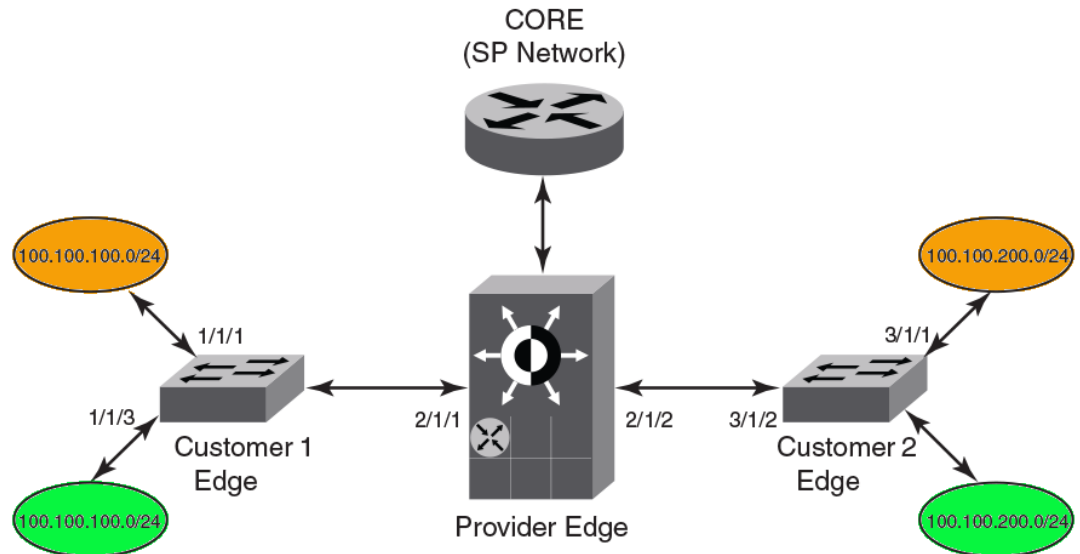 CORE
(SP Network)
100.100.100.0/24
100.100.200.0/24
1/1/1
3/1/1
1/1/3
2/1/1
2/1/2
3/1/2
Customer 1
Edge
Customer 2
Edge
100.100.100.0/24
100.100.200.0/24
Provider Edge